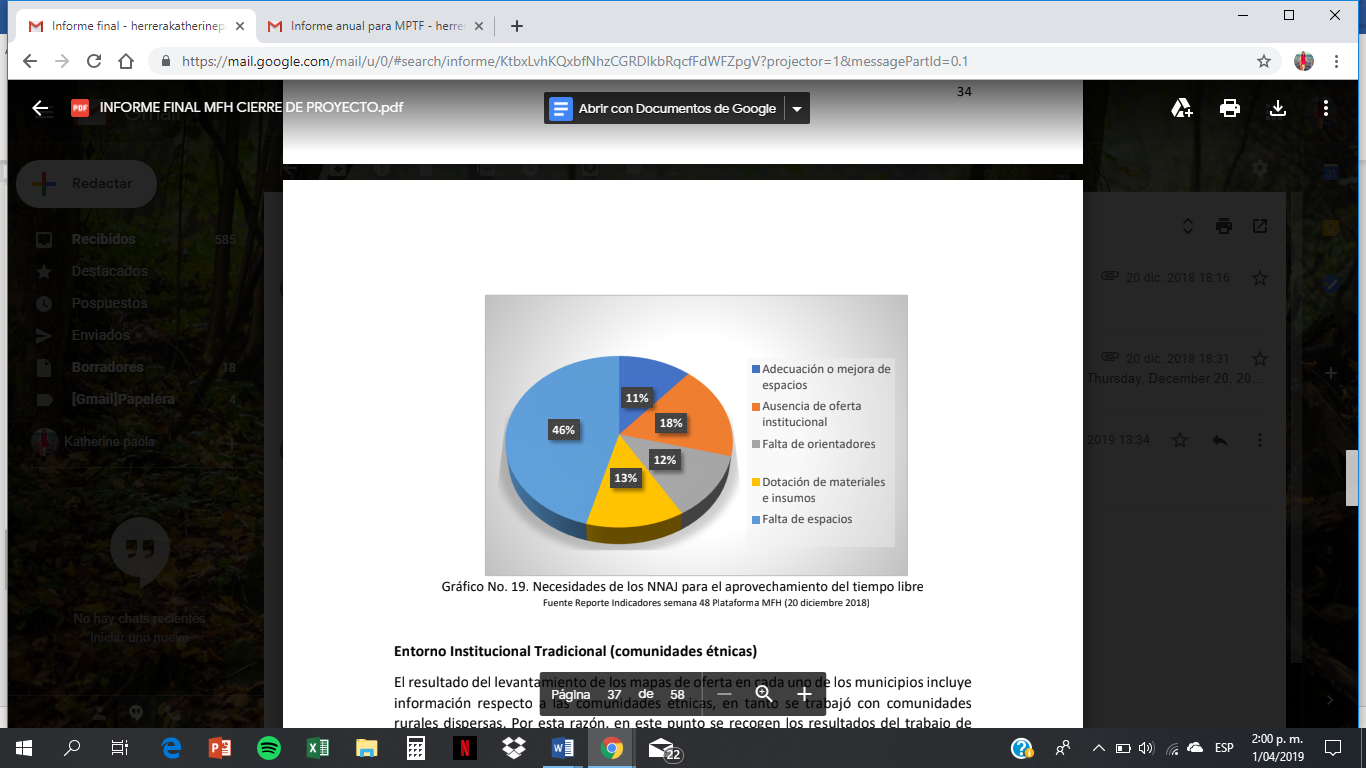 Informe final - herrerakatherinep
Informe anual para MPTF - herre
https://mail.google.com/mail/u/0/#search/informe/KtbxLvhKQxbfNhzCGRDlkbRqcfFdWFZpgV?projector=1&messagePartId=0.1
PDF INFORME FINAL MFH CIERRE DE PROYECTO.pdf
Abrir con Documentos de Google
34
Redactar
Recibidos 585
Destacados
Pospuestos
Enviados
Borradores 18
[Gmail]Papelera 4
Katherine paola
No hay chats recientes
Iniciar uno nuevo
20 dic. 2018 18:16
20 dic. 2018 18:31
Thursday, December 20, 20...
2019 13:34
11%
18%
12%
13%
46%
Adecuación o mejora de
espacios
Ausencia de oferta
institucional
Falta de orientadores
Dotación de materiales
e insumos
Falta de espacios
Gráfico No. 19. Necesidades de los NNAJ para el aprovechamiento del tiempo libre
Fuente Reporte Indicadores semana 48 Plataforma MFH (20 diciembre 2018)
Entorno Institucional Tradicional (comunidades étnicas)
El resultado del levantamiento de los mapas de oferta en cada uno de los municipios incluye
información respecto a las comunidades étnicas, en tanto se trabajó con comunidades
rurales dispersas. Por esta razón, en este punto se recogen los resultados del trabajo de
Página 37 de 58
22
ESP
2:00 p. m.
1/04/2019